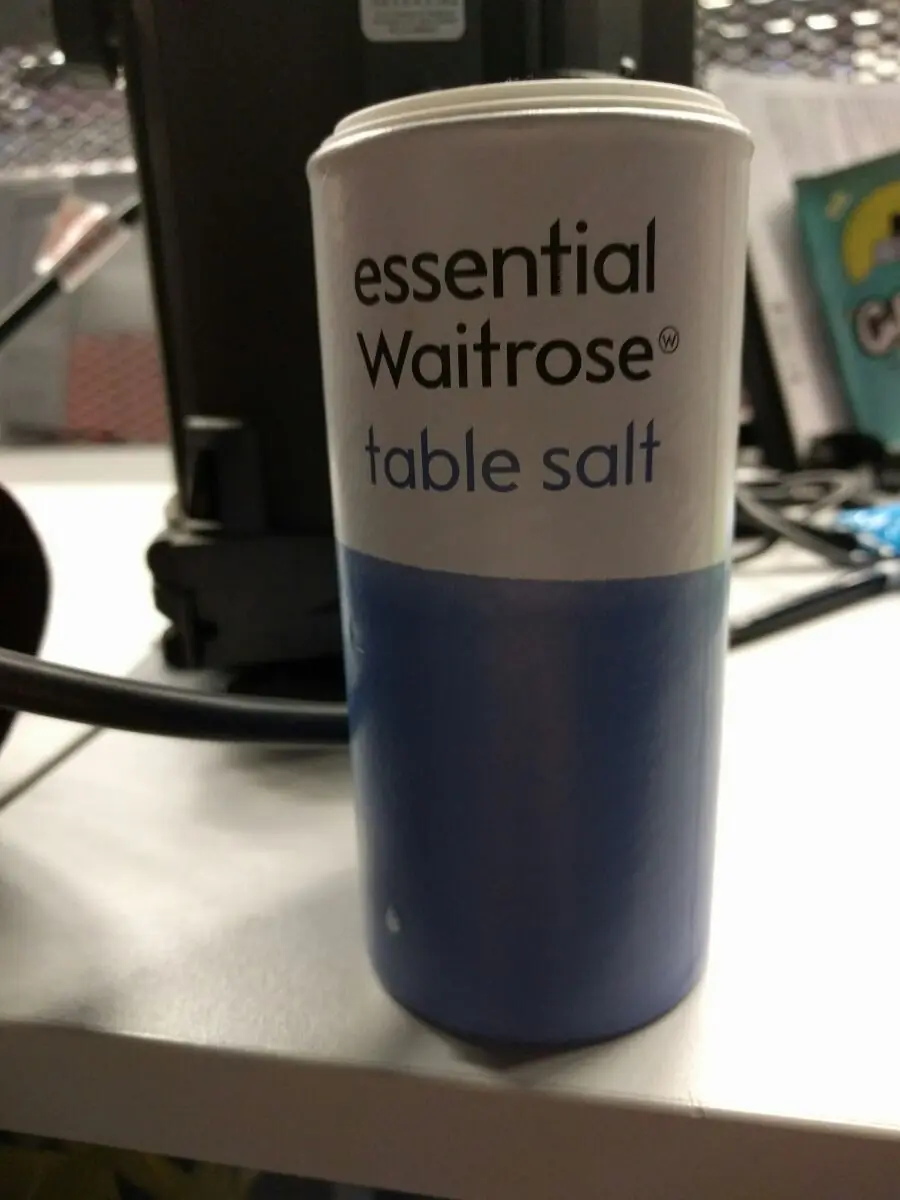 essential
Waitrose
table salt